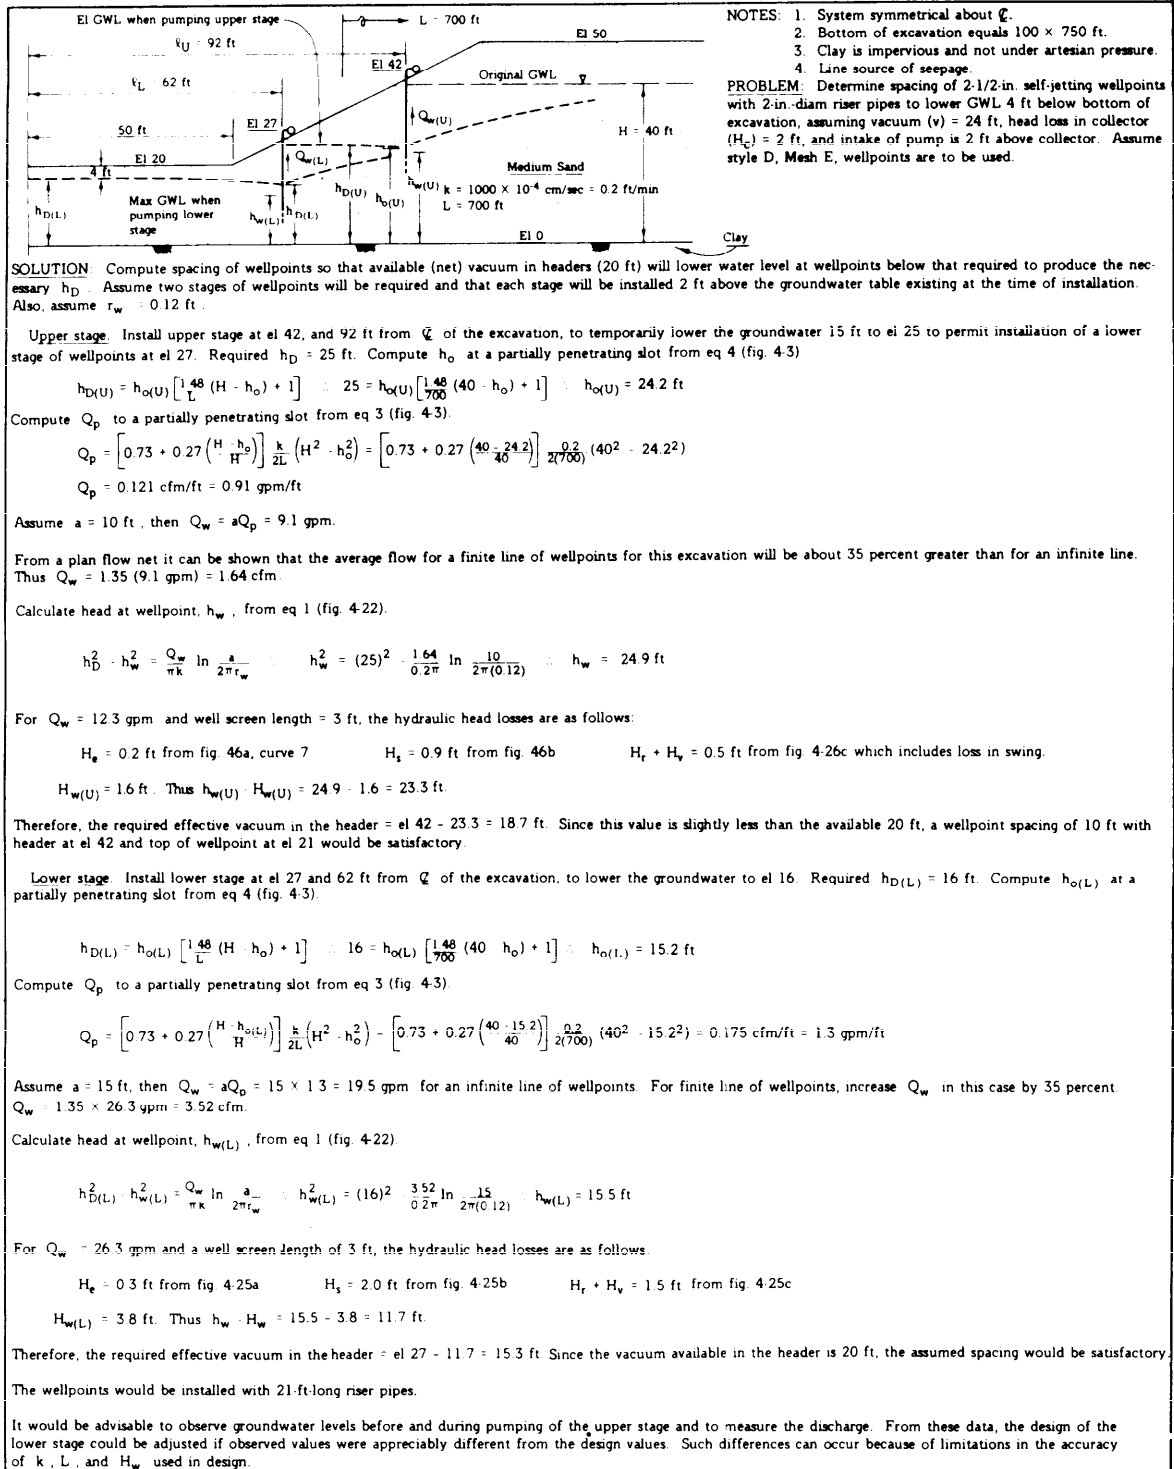 El GWL when pumping upper stage
L = 700 ft
El 50
ℓU = 92 ft
El 42
Original GWL
ℓL 62 ft
Qw(U)
50 ft
El 27
H = 40 ft
El 20
Qw(L)
4 ft
Medium Sand
hD(L)
Max GWL when
pumping lower
stage
hw(L)
hD(L)
hD(U)
ho(U)
hw(U)
k = 1000 × 10⁻⁴ cm/sec = 0.2 ft/min
L = 700 ft
El 0
Clay
NOTES: 1. System symmetrical about ℄.
2. Bottom of excavation equals 100 × 750 ft.
3. Clay is impervious and not under artesian pressure.
4. Line source of seepage.
PROBLEM: Determine spacing of 2-1/2-in. self-jetting wellpoints
with 2-in.-diam riser pipes to lower GWL 4 ft below bottom of
excavation, assuming vacuum (v) = 24 ft, head loss in collector
(Hc) = 2 ft, and intake of pump is 2 ft above collector. Assume
style D, Mesh E, wellpoints are to be used.
SOLUTION: Compute spacing of wellpoints so that available (net) vacuum in headers (20 ft) will lower water level at wellpoints below that required to produce the nec-
essary hD. Assume two stages of wellpoints will be required and that each stage will be installed 2 ft above the groundwater table existing at the time of installation.
Also, assume rw = 0.12 ft.
Upper stage. Install upper stage at el 42, and 92 ft from ℄ of the excavation, to temporarily lower the groundwater 15 ft to el 25 to permit installation of a lower
stage of wellpoints at el 27. Required hD = 25 ft. Compute ho at a partially penetrating slot from eq 4 (fig. 4-3)
hD(U) = ho(U) [1.48/L (H - ho) + 1] ∴ 25 = ho(U) [1.48/700 (40 - ho) + 1] ∴ ho(U) = 24.2 ft
Compute Qp to a partially penetrating slot from eq 3 (fig. 4-3).
Qp = [0.73 + 0.27 (H - ho/H)] k/2L (H² - ho²) = [0.73 + 0.27 (40 - 24.2/40)] 0.2/2(700) (40² - 24.2²)
Qp = 0.121 cfm/ft = 0.91 gpm/ft
Assume a = 10 ft, then Qw = aQp = 9.1 gpm.
From a plan flow net it can be shown that the average flow for a finite line of wellpoints for this excavation will be about 35 percent greater than for an infinite line.
Thus Qw = 1.35 (9.1 gpm) = 1.64 cfm.
Calculate head at wellpoint, hw, from eq 1 (fig. 4-22).
hD² - hw² = Qw/πk ln a/2πrw ∴ hw² = (25)² - 1.64/0.2π ln 10/2π(0.12) ∴ hw = 24.9 ft
For Qw = 12.3 gpm and well screen length = 3 ft, the hydraulic head losses are as follows:
He = 0.2 ft from fig. 46a, curve 7 Hs = 0.9 ft from fig. 46b Hr + Hv = 0.5 ft from fig. 4-26c which includes loss in swing.
Hw(U) = 1.6 ft. Thus hw(U) - Hw(U) = 24.9 - 1.6 = 23.3 ft.
Therefore, the required effective vacuum in the header = el 42 - 23.3 = 18.7 ft. Since this value is slightly less than the available 20 ft, a wellpoint spacing of 10 ft with
header at el 42 and top of wellpoint at el 21 would be satisfactory.
Lower stage. Install lower stage at el 27 and 62 ft from ℄ of the excavation, to lower the groundwater to el 16. Required hD(L) = 16 ft. Compute ho(L) at a
partially penetrating slot from eq 4 (fig. 4-3).
hD(L) = ho(L) [1.48/L (H - ho) + 1] ∴ 16 = ho(L) [1.48/700 (40 ho) + 1] ∴ ho(L) = 15.2 ft
Compute Qp to a partially penetrating slot from eq 3 (fig. 4-3).
Qp = [0.73 + 0.27 (H - ho(L)/H)] k/2L (H² - ho²) = [0.73 + 0.27 (40 - 15.2/40)] 0.2/2(700) (40² - 15.2²) = 0.175 cfm/ft = 1.3 gpm/ft
Assume a = 15 ft, then Qw = aQp = 15 × 1.3 = 19.5 gpm for an infinite line of wellpoints. For finite line of wellpoints, increase Qw in this case by 35 percent.
Qw = 1.35 × 26.3 gpm = 3.52 cfm.
Calculate head at wellpoint, hw(L), from eq 1 (fig. 4-22).
hD(L)² - hw(L)² = Qw/πk ln a/2πrw ∴ hw(L)² = (16)² - 3.52/0.2π ln 15/2π(0.12) ∴ hw(L) = 15.5 ft
For Qw = 26.3 gpm and a well screen length of 3 ft, the hydraulic head losses are as follows.
He = 0.3 ft from fig. 4-25a Hs = 2.0 ft from fig. 4-25b Hr + Hv = 1.5 ft from fig. 4-25c
Hw(L) = 3.8 ft. Thus hw - Hw = 15.5 - 3.8 = 11.7 ft.
Therefore, the required effective vacuum in the header = el 27 - 11.7 = 15.3 ft. Since the vacuum available in the header is 20 ft, the assumed spacing would be satisfactory.
The wellpoints would be installed with 21-ft-long riser pipes.
It would be advisable to observe groundwater levels before and during pumping of the upper stage and to measure the discharge. From these data, the design of the
lower stage could be adjusted if observed values were appreciably different from the design values. Such differences can occur because of limitations in the accuracy
of k, L, and Hw used in design.